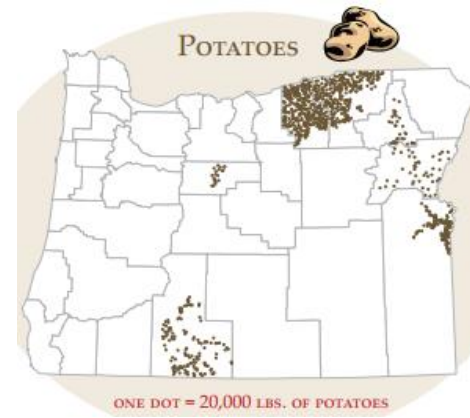 POTATOES
ONE DOT = 20,000 LBS. OF POTATOES